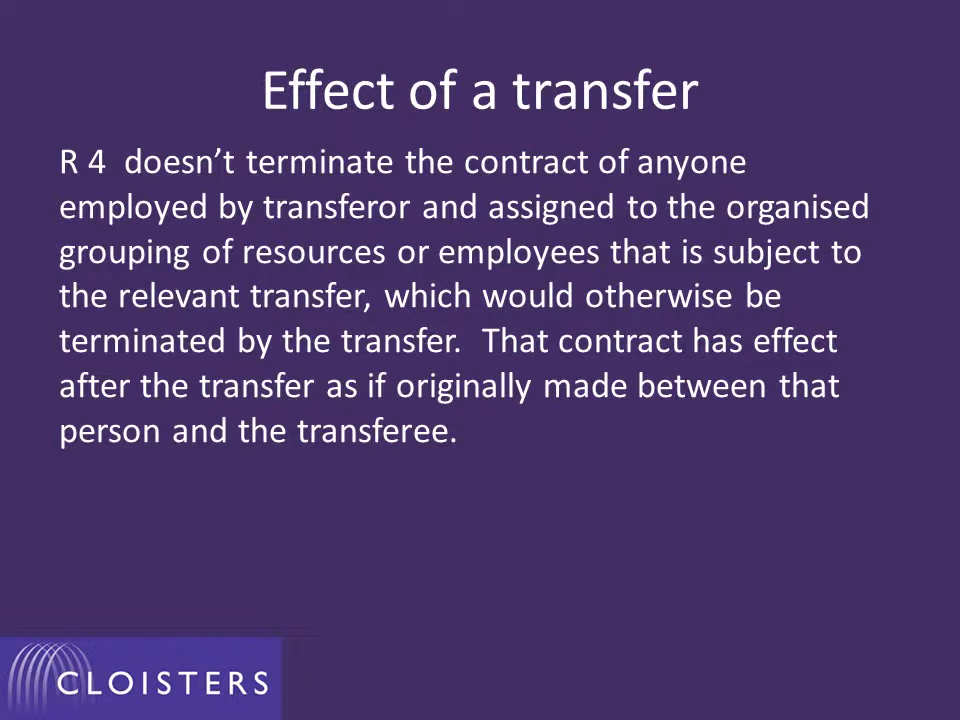 Effect of a transfer
R 4  doesn’t terminate the contract of anyone
employed by transferor and assigned to the organised
grouping of resources or employees that is subject to
the relevant transfer, which would otherwise be
terminated by the transfer.  That contract has effect
after the transfer as if originally made between that
person and the transferee.
CLOISTERS